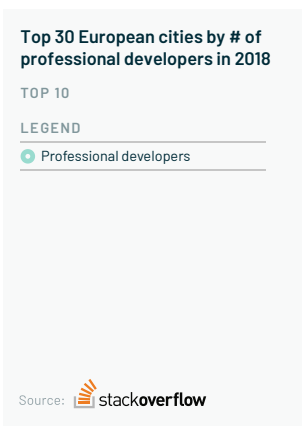 Top 30 European cities by # of
professional developers in 2018
TOP 10
LEGEND
Professional developers
Source: stackoverflow